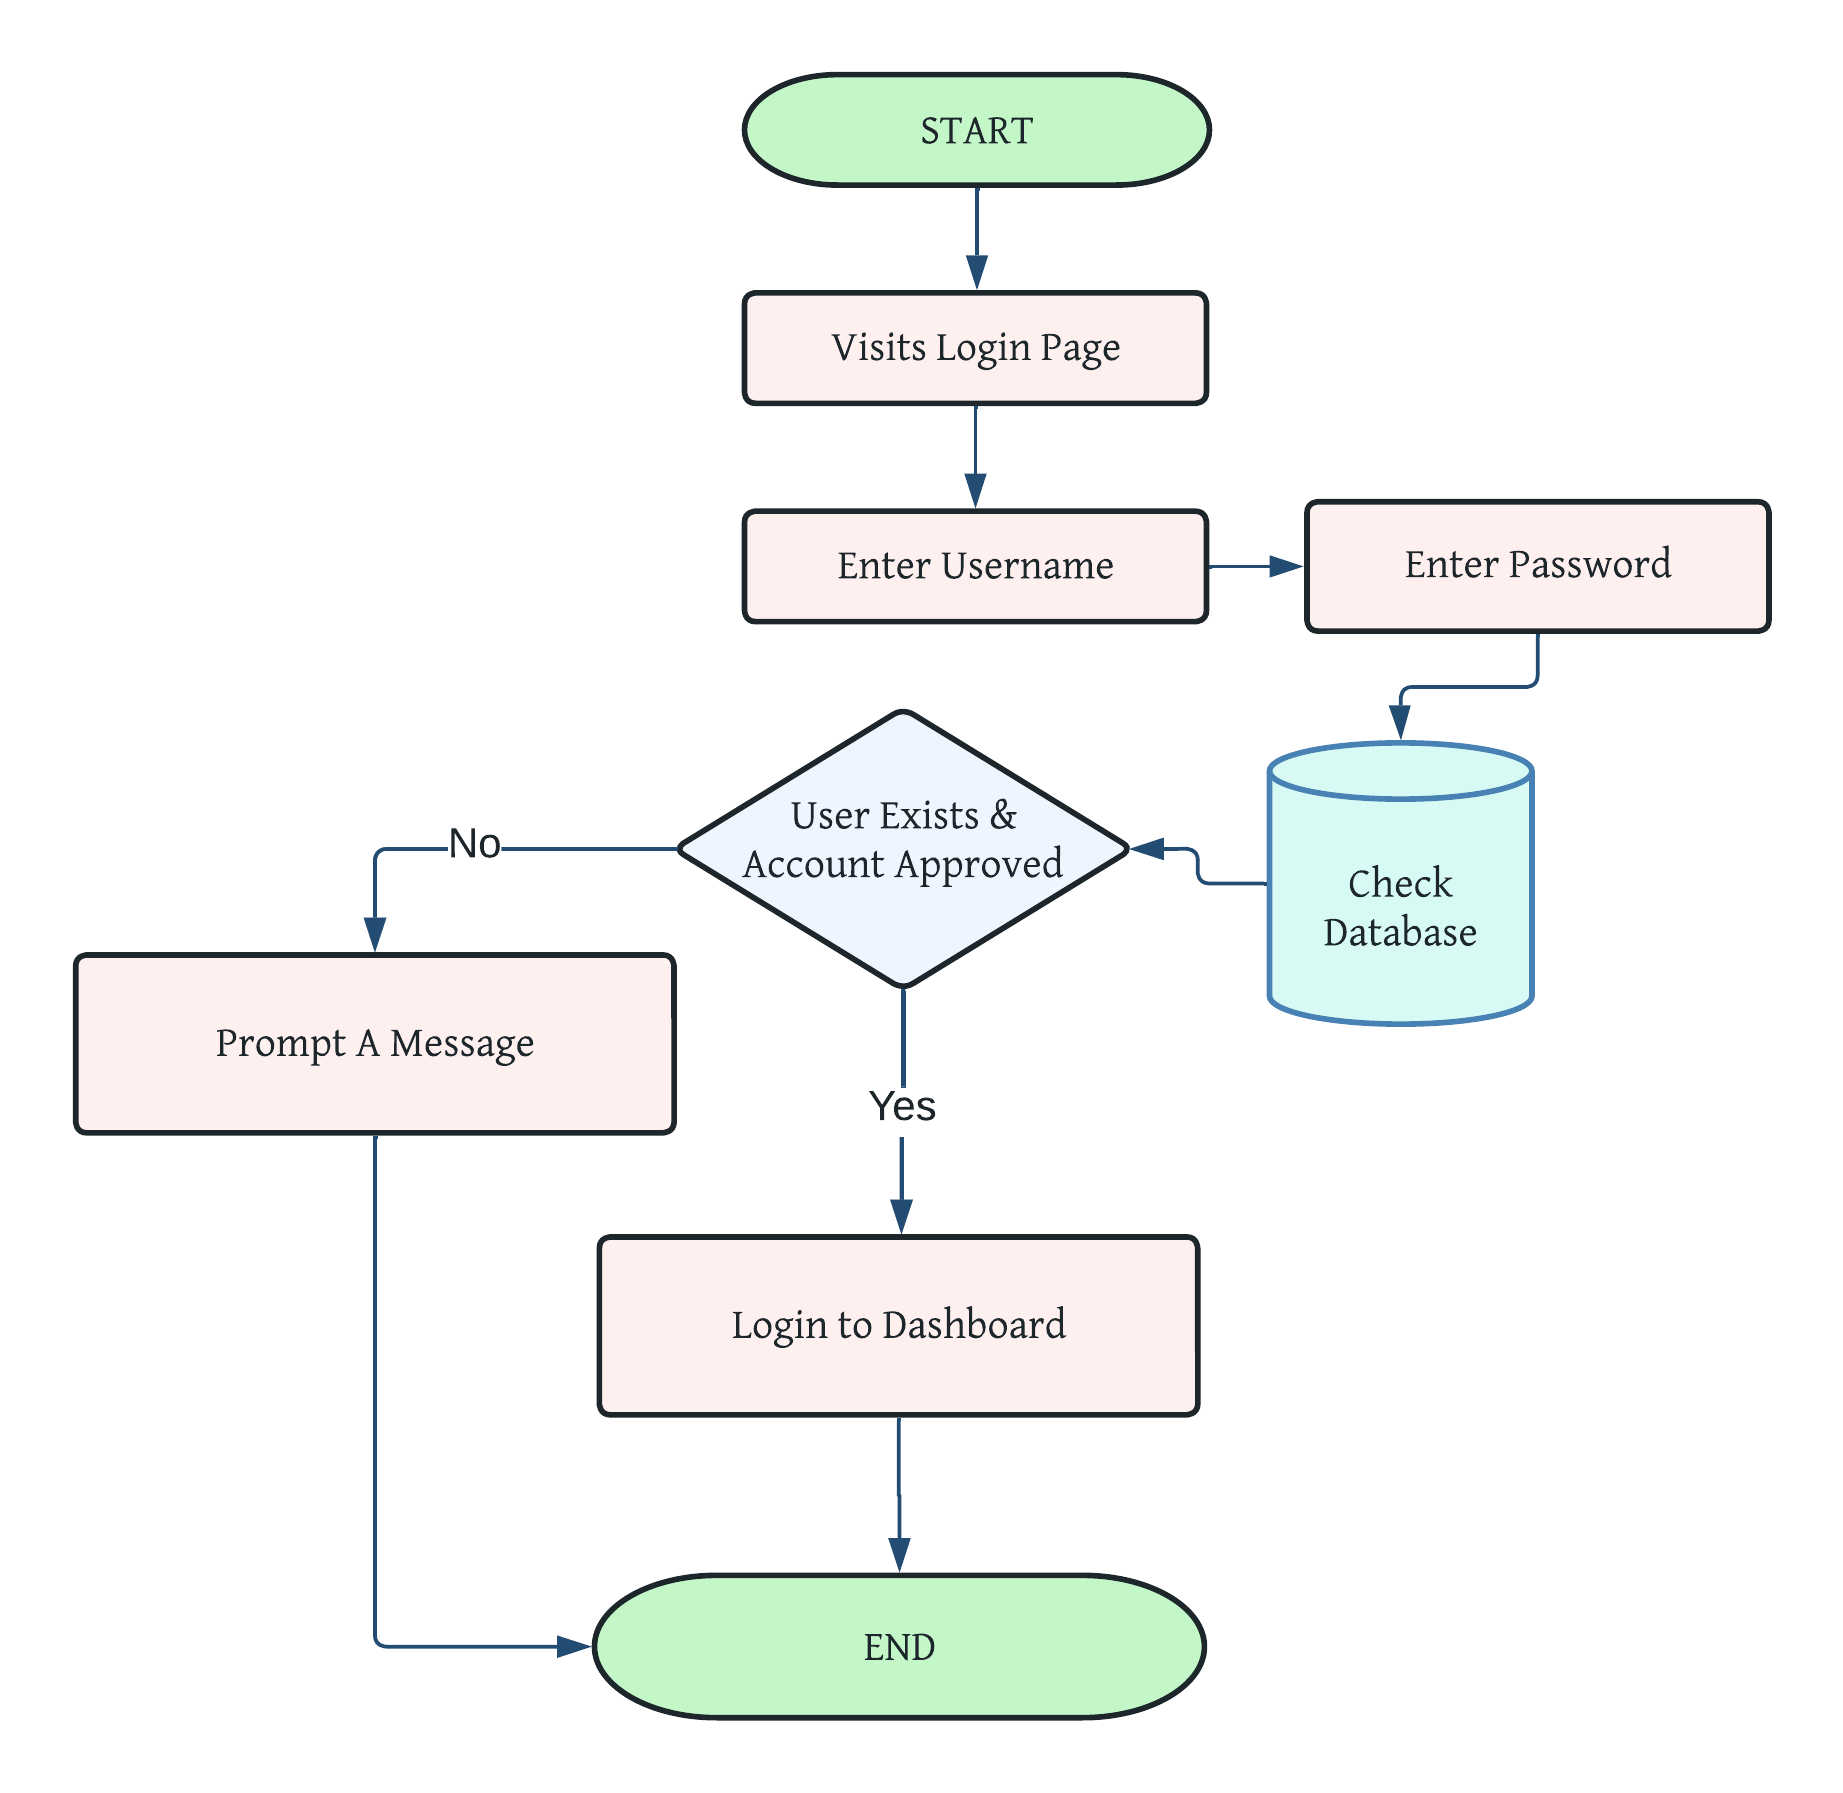 START
Visits Login Page
Enter Username
Enter Password
User Exists &
Account Approved
Check
Database
No
Prompt A Message
Yes
Login to Dashboard
END